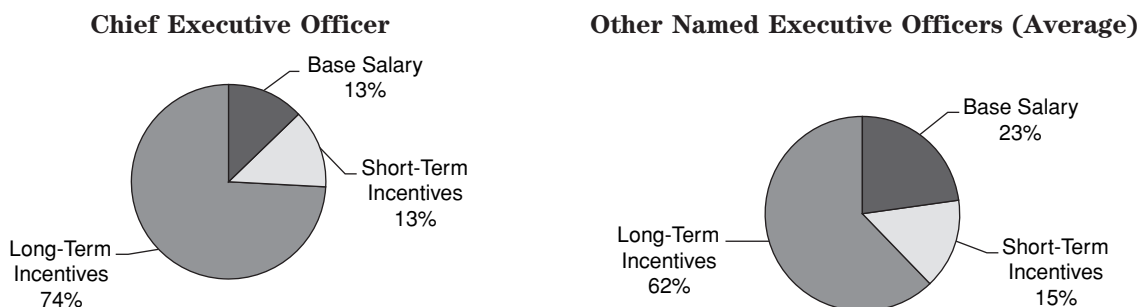 Chief Executive Officer
Base Salary
13%
Short-Term
Incentives
13%
Long-Term
Incentives
74%
Other Named Executive Officers (Average)
Base Salary
23%
Short-Term
Incentives
15%
Long-Term
Incentives
62%